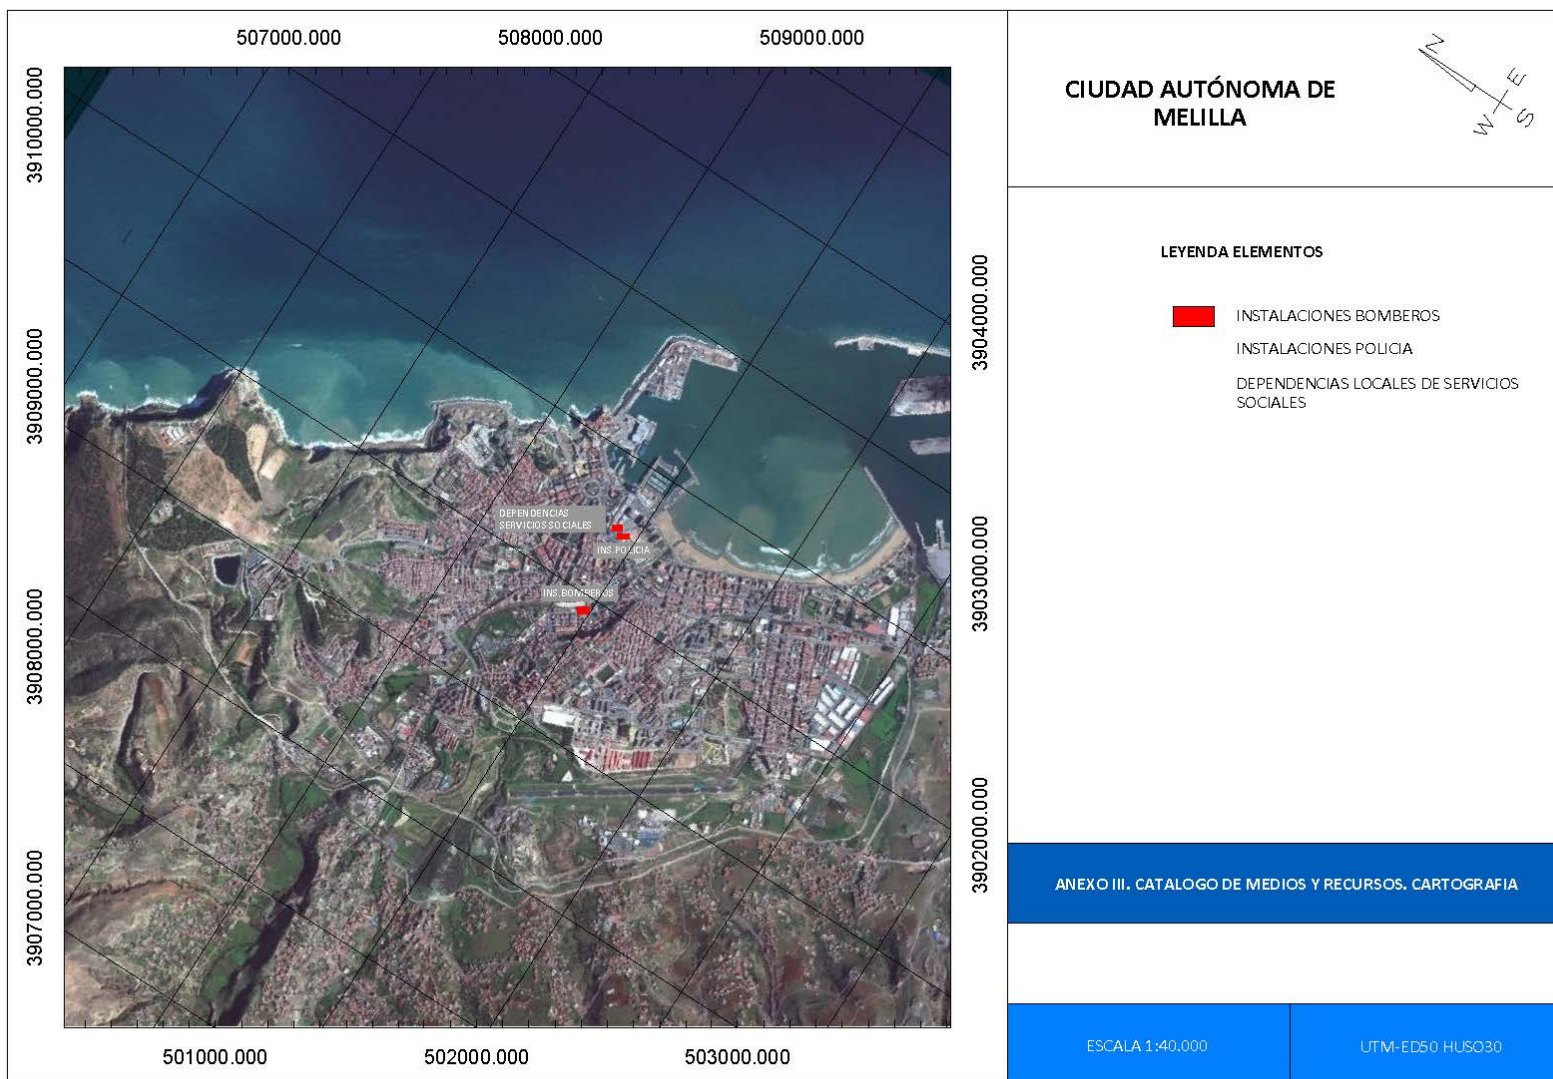 507000.000
508000.000
509000.000
3910000.000
3909000.000
3908000.000
3907000.000
DEPENDENCIAS
SERVICIOS SOCIALES
INS. POLICIA
INS. BOMBEROS
3904000.000
3903000.000
3902000.000
501000.000
502000.000
503000.000
CIUDAD AUTÓNOMA DE
MELILLA
N
E
W
S
LEYENDA ELEMENTOS
INSTALACIONES BOMBEROS
INSTALACIONES POLICIA
DEPENDENCIAS LOCALES DE SERVICIOS
SOCIALES
ANEXO III. CATALOGO DE MEDIOS Y RECURSOS. CARTOGRAFIA
ESCALA 1:40.000
UTM-ED50 HUSO30